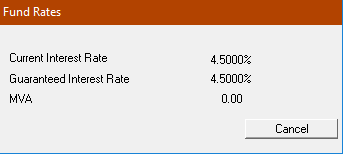 Fund Rates
Current Interest Rate 4.5000%
Guaranteed Interest Rate 4.5000%
MVA 0.00
Cancel